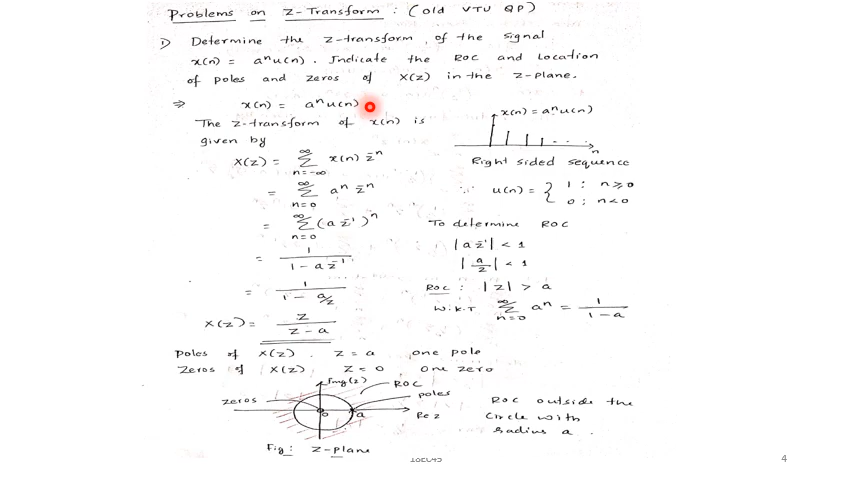 Problems on Z-Transform : (old VTU QP)
1) Determine the Z-transform of the signal
x(n) = aⁿu(n). Indicate the ROC and Location
of poles and zeros of X(z) in the z-plane.
⇒ x(n) = aⁿu(n)
The Z-transform of x(n) is
given by
X(z) = ∞ Σ n=-∞ x(n) z⁻ⁿ
= ∞ Σ n=0 aⁿ z⁻ⁿ
= ∞ Σ n=0 (a z⁻¹)ⁿ
= 1 / (1 - a z⁻¹)
= 1 / (1 - a/z)
X(z) = z / (z - a)
x(n) = aⁿu(n)
n
Right sided sequence
∵ u(n) = { 1 : n ≥ 0
0 ; n < 0
To determine ROC
|a z⁻¹| < 1
|a/z| < 1
ROC : |z| > a
W.K.T ∞ Σ n=0 aⁿ = 1 / (1 - a)
Poles of X(z). z = a one pole
Zeros of X(z) z = 0 one zero
Img(z)
ROC
poles
zeros
0
a
Re z
Fig: Z-plane
ROC outside the
circle with
radius a.
18EC45
4